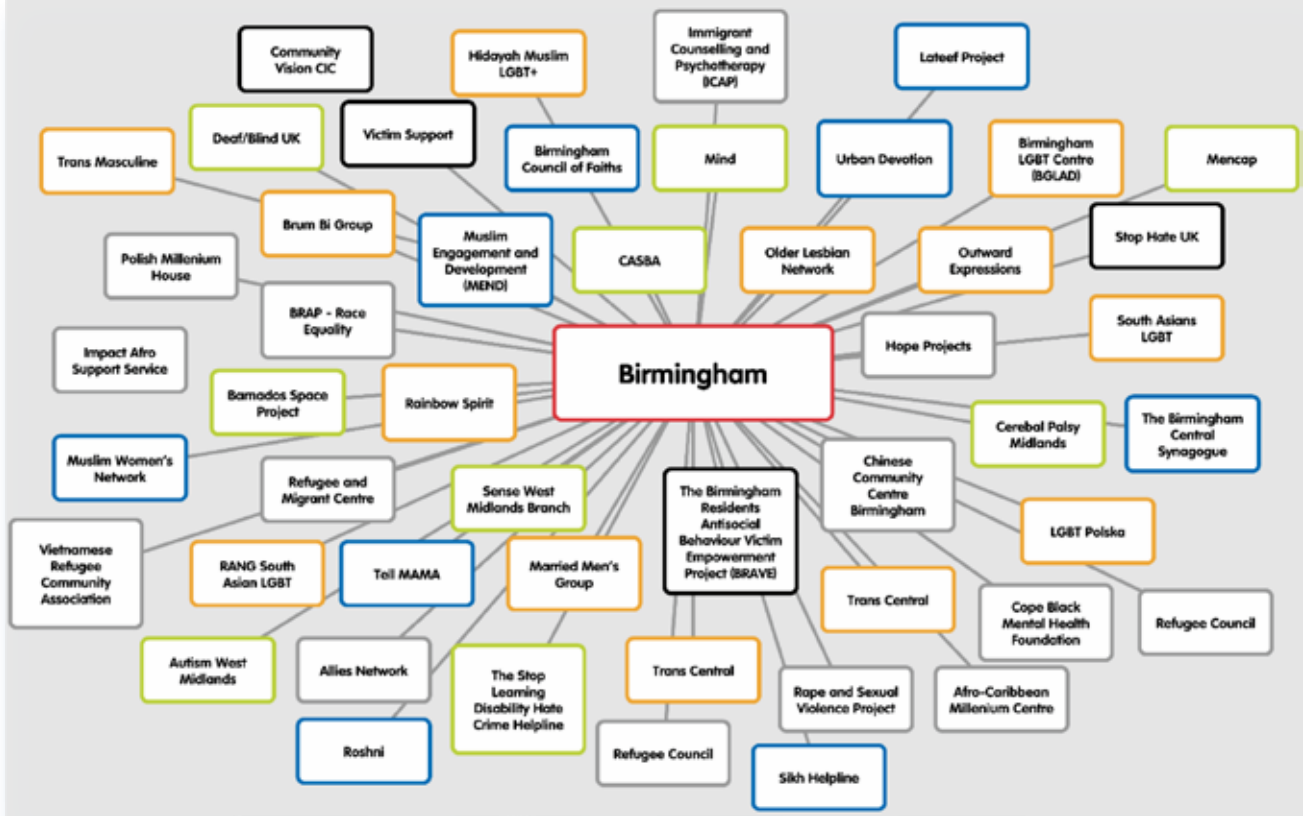 Community
Vision CIC
Hidayah Muslim
LGBT+
Immigrant
Counselling and
Psychotherapy
(ICAP)
Lateef Project
Deaf/Blind UK
Victim Support
Birmingham
Council of Faiths
Mind
Urban Devotion
Birmingham
LGBT Centre
(BGLAD)
Mencap
Trans Masculine
Brum Bi Group
Muslim
Engagement and
Development
(MEND)
CASBA
Older Lesbian
Network
Outward
Expressions
Stop Hate UK
Polish Millenium
House
BRAP - Race
Equality
Birmingham
Hope Projects
South Asians
LGBT
Impact Afro
Support Service
Barnados Space
Project
Rainbow Spirit
Cerebal Palsy
Midlands
The Birmingham
Central
Synagogue
Muslim Women's
Network
Refugee and
Migrant Centre
Sense West
Midlands Branch
The Birmingham
Residents
Antisocial
Behaviour Victim
Empowerment
Project (BRAVE)
Chinese
Community
Centre
Birmingham
LGBT Polska
Vietnamese
Refugee
Community
Association
RANG South
Asian LGBT
Tell MAMA
Married Men's
Group
Trans Central
Cope Black
Mental Health
Foundation
Refugee Council
Autism West
Midlands
Allies Network
The Stop
Learning
Disability Hate
Crime Helpline
Trans Central
Rape and Sexual
Violence Project
Afro-Caribbean
Millenium Centre
Roshni
Refugee Council
Sikh Helpline